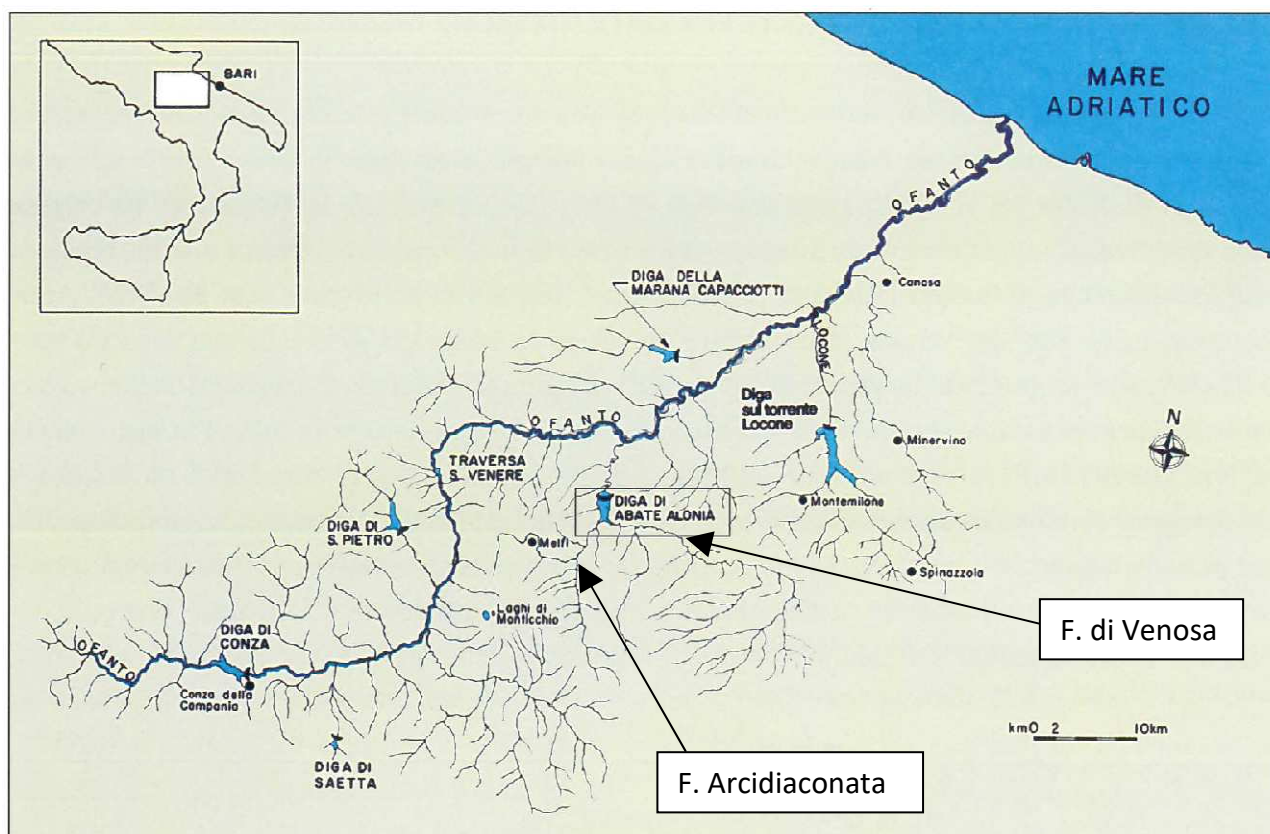 BARI
MARE
ADRIATICO
OFANTO
Canosa
DIGA DELLA
MARANA CAPACCIOTTI
LOCONE
Diga
sul torrente
Locone
N
OFANTO
Minervino
TRAVERSA
S. VENERE
DIGA DI
ABATE ALONIA
Montemilone
DIGA DI
S. PIETRO
Melfi
Spinazzola
Laghi di
Monticchio
F. di Venosa
DIGA DI
CONZA
OFANTO
Conza della
Campania
km0 2 10km
DIGA DI
SAETTA
F. Arcidiaconata